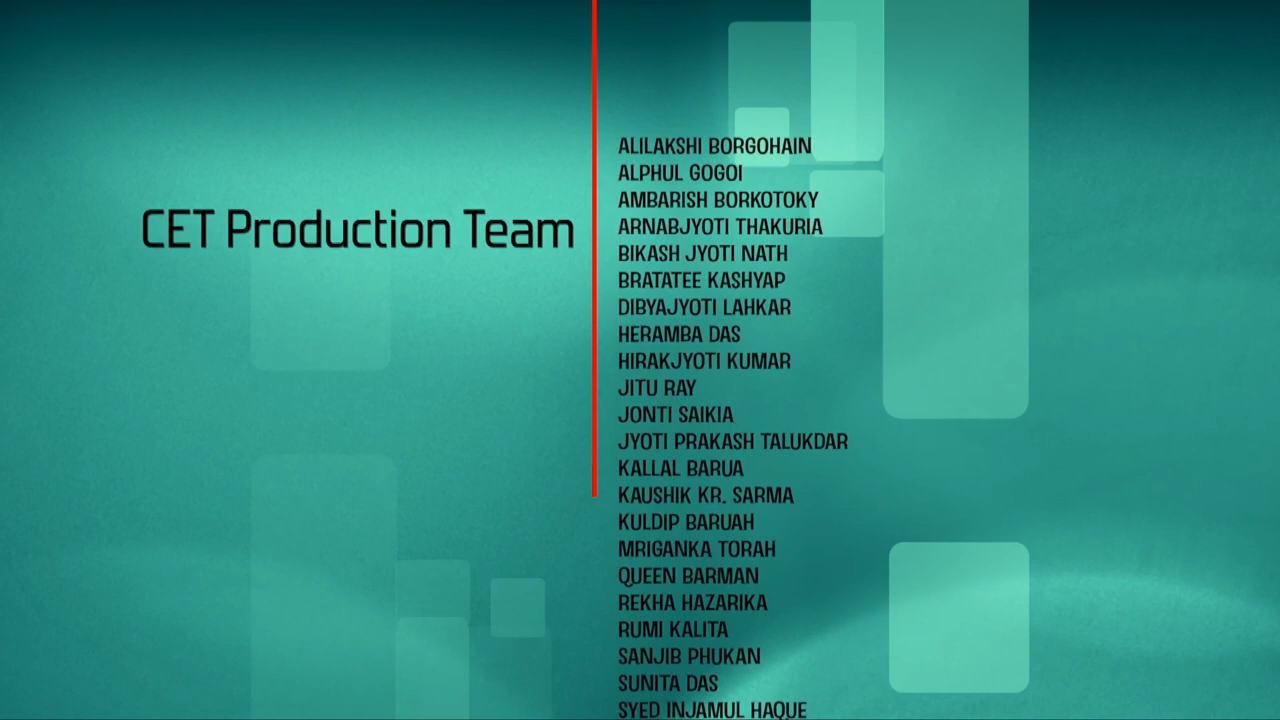 CET Production Team
ALILAKSHI BORGOHAIN
ALPHUL GOGOI
AMBARISH BORKOTOKY
ARNABJYOTI THAKURIA
BIKASH JYOTI NATH
BRATATEE KASHYAP
DIBYAJYOTI LAHKAR
HERAMBA DAS
HIRAKJYOTI KUMAR
JITU RAY
JONTI SAIKIA
JYOTI PRAKASH TALUKDAR
KALLAL BARUA
KAUSHIK KR. SARMA
KULDIP BARUAH
MRIGANKA TORAH
QUEEN BARMAN
REKHA HAZARIKA
RUMI KALITA
SANJIB PHUKAN
SUNITA DAS
SYED INJAMUL HAQUE